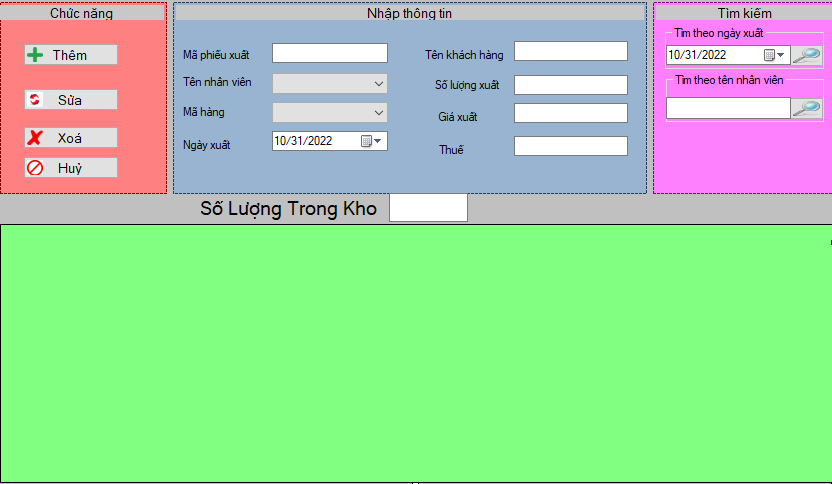 Chức năng
Thêm
Sửa
Xoá
Huỷ
Nhập thông tin
Mã phiếu xuất
Tên nhân viên
Mã hàng
Ngày xuất
10/31/2022
Tên khách hàng
Số lượng xuất
Giá xuất
Thuế
Tìm kiếm
Tìm theo ngày xuất
10/31/2022
Tìm theo tên nhân viên
Số Lượng Trong Kho